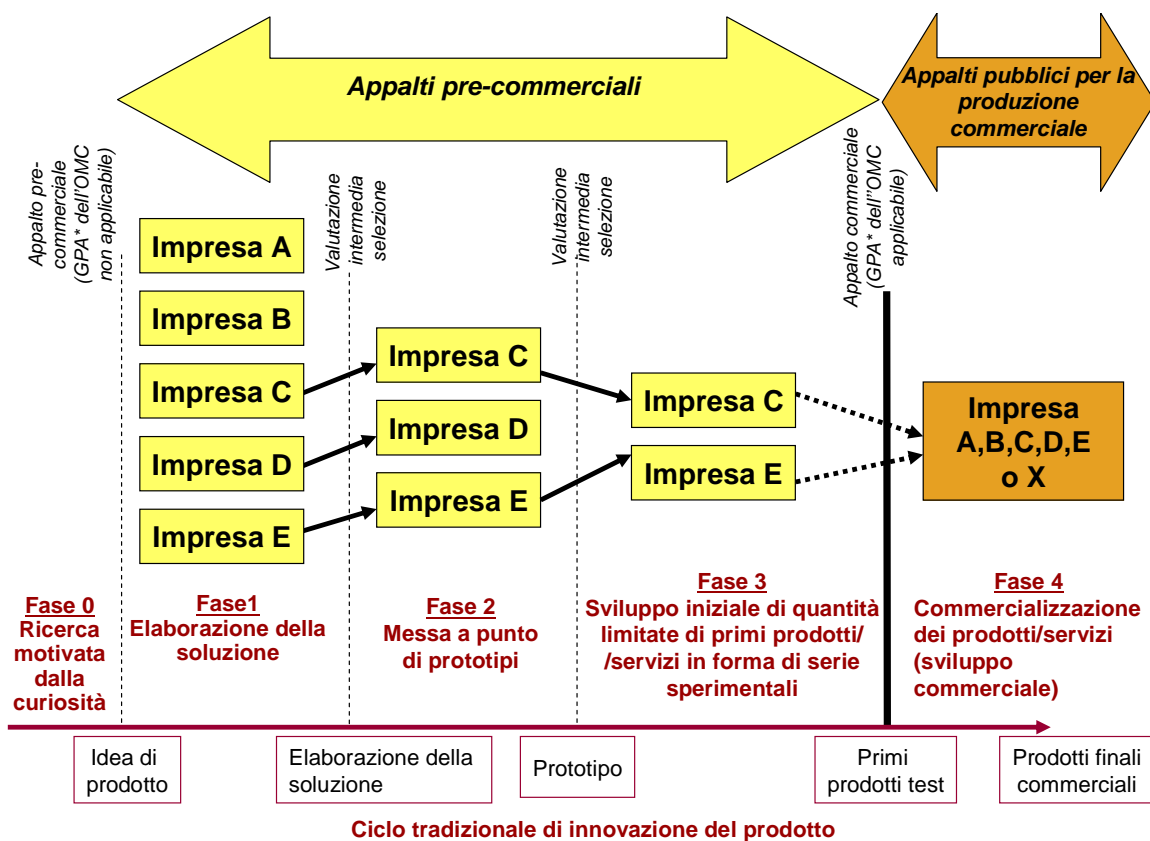 Appalti pre-commerciali
Appalti pubblici per la
produzione
commerciale
Appalto pre-
commerciale
(GPA* dell'OMC
non applicabile)
Valutazione
intermedia
selezione
Valutazione
intermedia
selezione
Appalto commerciale
(GPA* dell''OMC
applicabile)
Impresa A
Impresa B
Impresa C
Impresa D
Impresa E
Impresa C
Impresa D
Impresa E
Impresa C
Impresa E
Impresa
A,B,C,D,E
o X
Fase 0
Ricerca
motivata
dalla
curiosità
Fase1
Elaborazione della
soluzione
Fase 2
Messa a punto
di prototipi
Fase 3
Sviluppo iniziale di quantità
limitate di primi prodotti/
/servizi in forma di serie
sperimentali
Fase 4
Commercializzazione
dei prodotti/servizi
(sviluppo
commerciale)
Idea di
prodotto
Elaborazione della
soluzione
Prototipo
Primi
prodotti test
Prodotti finali
commerciali
Ciclo tradizionale di innovazione del prodotto